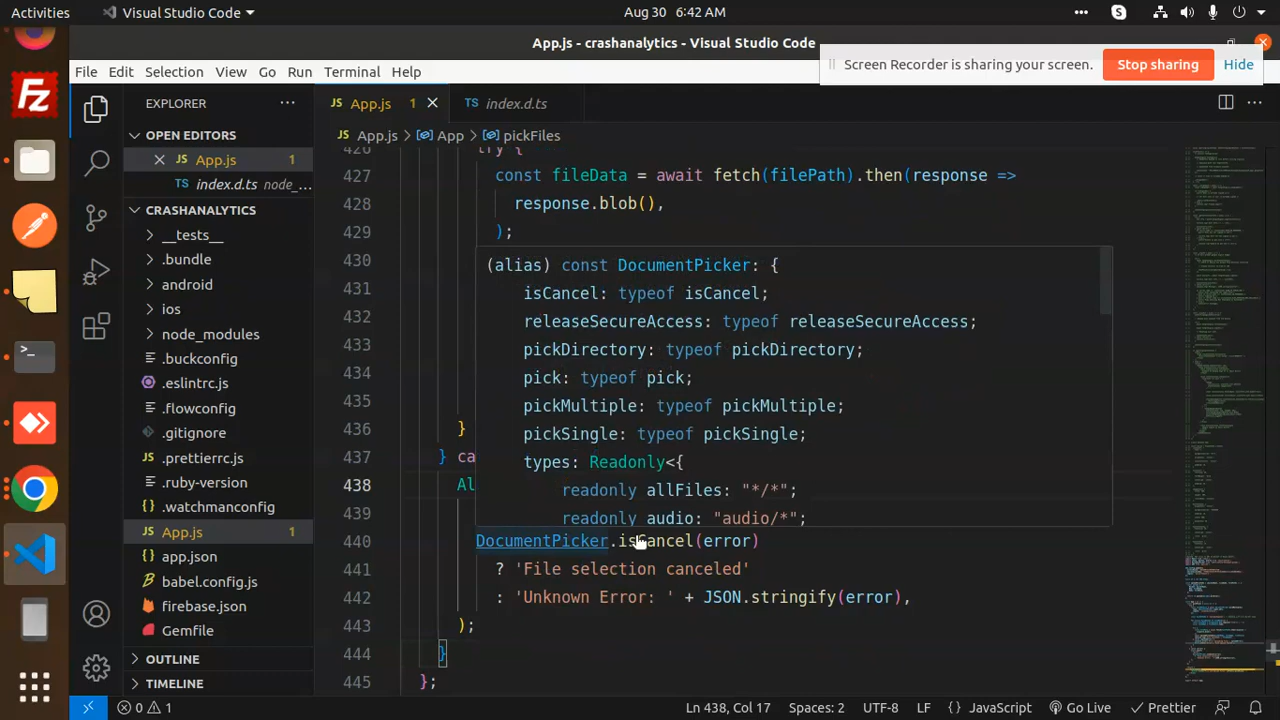 Activities
Visual Studio Code
Aug 30 6:42 AM
App.js - crashanalytics - Visual Studio Code
Screen Recorder is sharing your screen.
Stop sharing
Hide
File Edit Selection View Go Run Terminal Help
EXPLORER
App.js 1
TS index.d.ts
OPEN EDITORS
App.js 1
index.d.ts node_...
App.js > App > pickFiles
CRASHANALYTICS
__tests__
.bundle
android
ios
node_modules
.buckconfig
.eslintrc.js
.flowconfig
.gitignore
.prettierrc.js
.ruby-version
.watchmanconfig
App.js 1
app.json
babel.config.js
firebase.json
Gemfile
OUTLINE
TIMELINE
426 try {
427 let fileData = await fetch(filePath).then(response =>
428 response.blob(),
429 );
430 (alias) const DocumentPicker: {
431 isCancel: typeof isCancel;
432 releaseSecureAccess: typeof releaseSecureAccess;
433 pickDirectory: typeof pickDirectory;
434 pick: typeof pick;
435 pickMultiple: typeof pickMultiple;
436 } pickSingle: typeof pickSingle;
437 } ca types: Readonly<{
438 Al readonly allFiles: "*/*";
439 readonly audio: "audio/*";
440 DocumentPicker.isCancel(error)
441 ? 'File selection canceled'
442 : 'Unknown Error: ' + JSON.stringify(error),
443 );
444 }
445 };
0 1
Ln 438, Col 17
Spaces: 2
UTF-8
LF
JavaScript
Go Live
Prettier